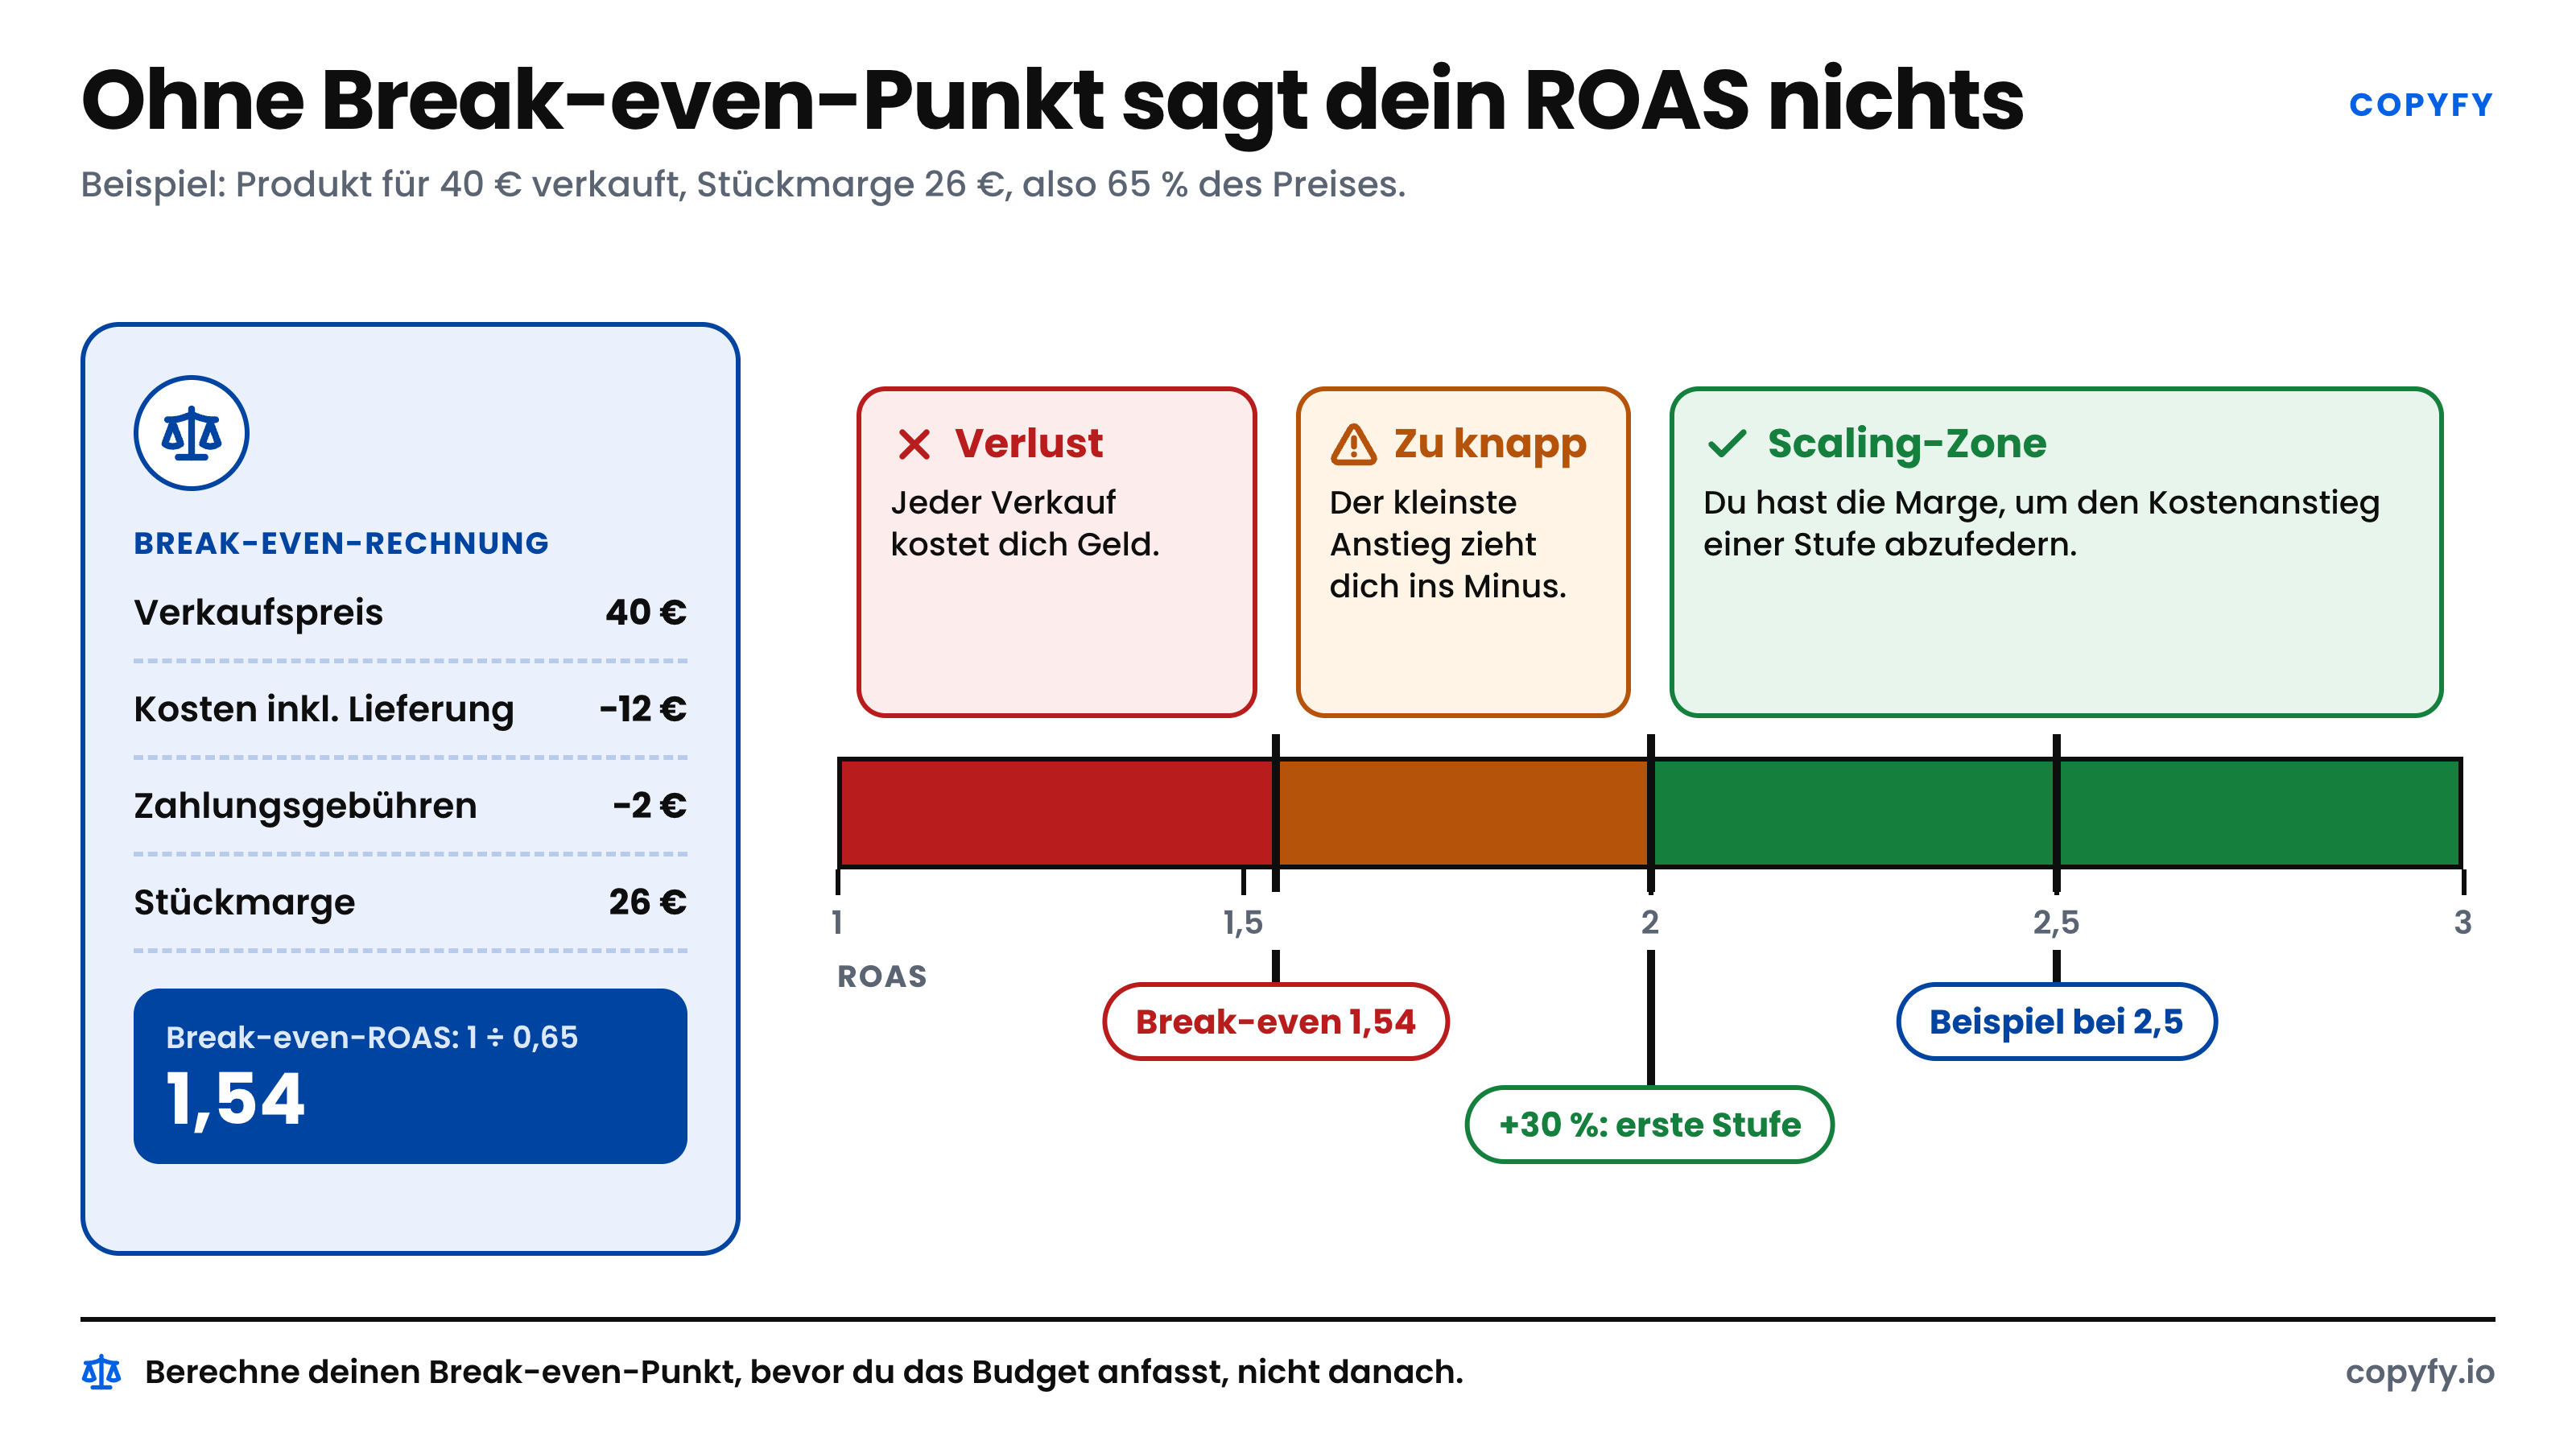 Ohne Break-even-Punkt sagt dein ROAS nichts
COPYFY
Beispiel: Produkt für 40 € verkauft, Stückmarge 26 €, also 65 % des Preises.
BREAK-EVEN-RECHNUNG
Verkaufspreis 40 €
Kosten inkl. Lieferung -12 €
Zahlungsgebühren -2 €
Stückmarge 26 €
Break-even-ROAS: 1 ÷ 0,65
1,54
Verlust
Jeder Verkauf
kostet dich Geld.
Zu knapp
Der kleinste
Anstieg zieht
dich ins Minus.
Scaling-Zone
Du hast die Marge, um den Kostenanstieg
einer Stufe abzufedern.
1 1,5 2 2,5 3
ROAS
Break-even 1,54
Beispiel bei 2,5
+30 %: erste Stufe
Berechne deinen Break-even-Punkt, bevor du das Budget anfasst, nicht danach.
copyfy.io